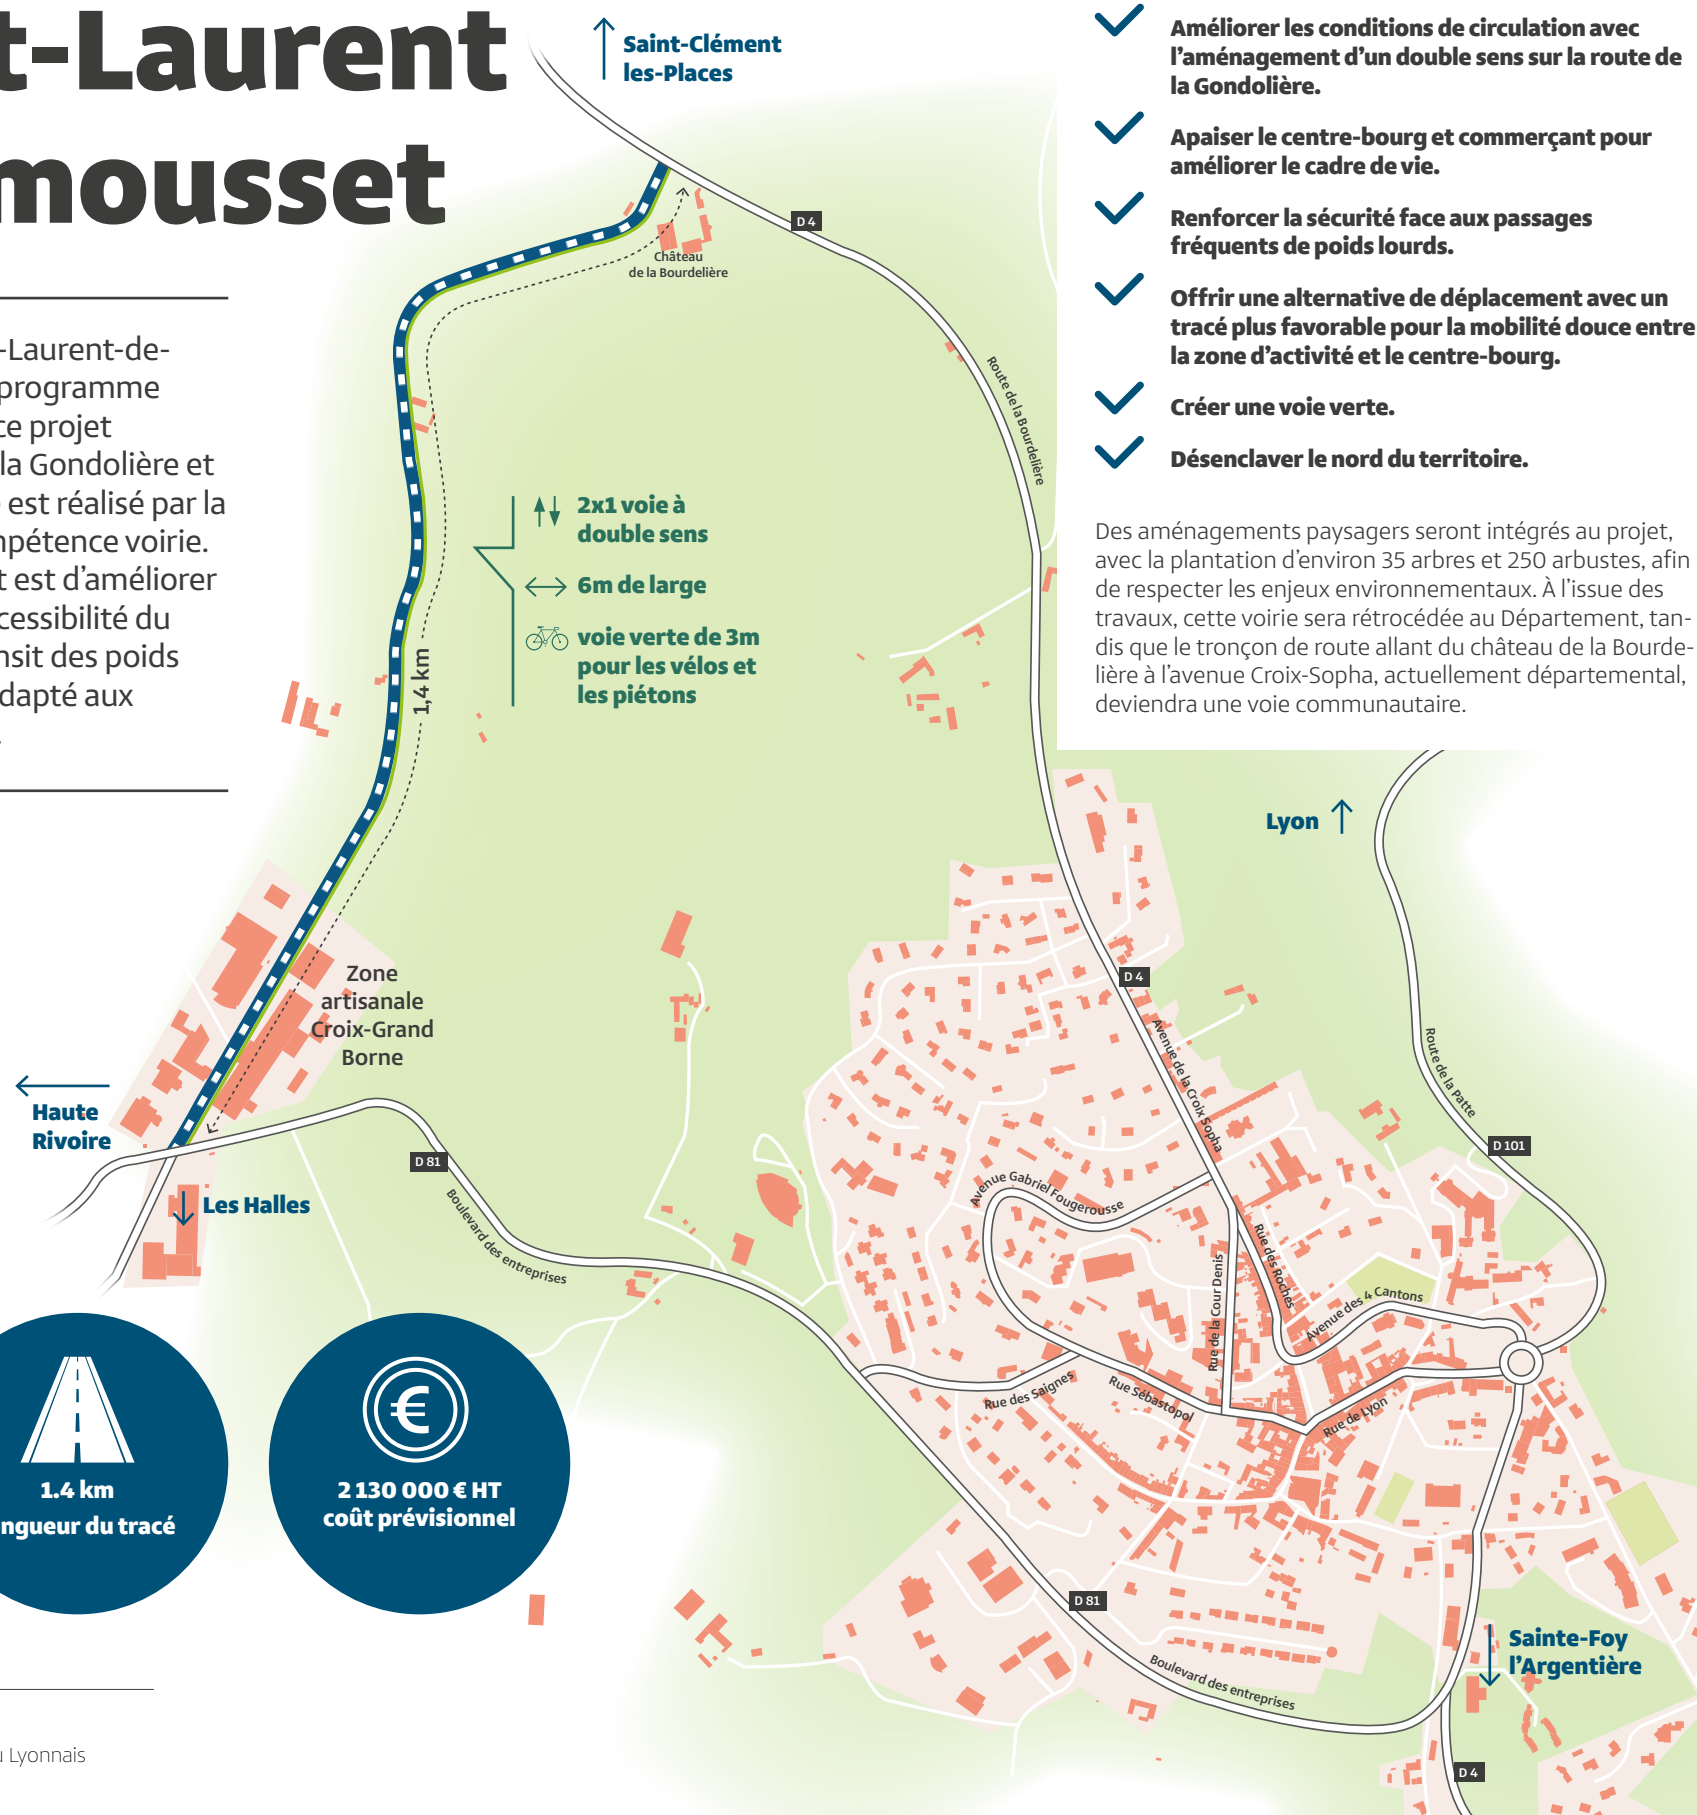 t-Laurent
mousset
-Laurent-de-
programme
ce projet
la Gondolière et
est réalisé par la
mpétence voirie.
t est d'améliorer
cessibilité du
nsit des poids
dapté aux
.
Saint-Clément
les-Places
Améliorer les conditions de circulation avec
l'aménagement d'un double sens sur la route de
la Gondolière.
Apaiser le centre-bourg et commerçant pour
améliorer le cadre de vie.
Renforcer la sécurité face aux passages
fréquents de poids lourds.
Offrir une alternative de déplacement avec un
tracé plus favorable pour la mobilité douce entre
la zone d'activité et le centre-bourg.
Créer une voie verte.
Désenclaver le nord du territoire.
Des aménagements paysagers seront intégrés au projet,
avec la plantation d'environ 35 arbres et 250 arbustes, afin
de respecter les enjeux environnementaux. À l'issue des
travaux, cette voirie sera rétrocédée au Département, tan-
dis que le tronçon de route allant du château de la Bourde-
lière à l'avenue Croix-Sopha, actuellement départemental,
deviendra une voie communautaire.
D 4
Château
de la Bourdelière
Route de la Bourdelière
2x1 voie à
double sens
6m de large
voie verte de 3m
pour les vélos et
les piétons
1,4 km
Lyon
Zone
artisanale
Croix-Grand
Borne
D 4
Avenue de la Croix Sopha
Route de la Patte
Haute
Rivoire
D 81
D 101
Les Halles
Boulevard des entreprises
Avenue Gabriel Fougerousse
Rue des Roches
Rue de la Cour Denis
Avenue des 4 Cantons
Rue des Saignes
Rue Sébastopol
Rue de Lyon
1.4 km
ngueur du tracé
€
2 130 000 € HT
coût prévisionnel
D 81
Boulevard des entreprises
Sainte-Foy
l'Argentière
u Lyonnais
D 4